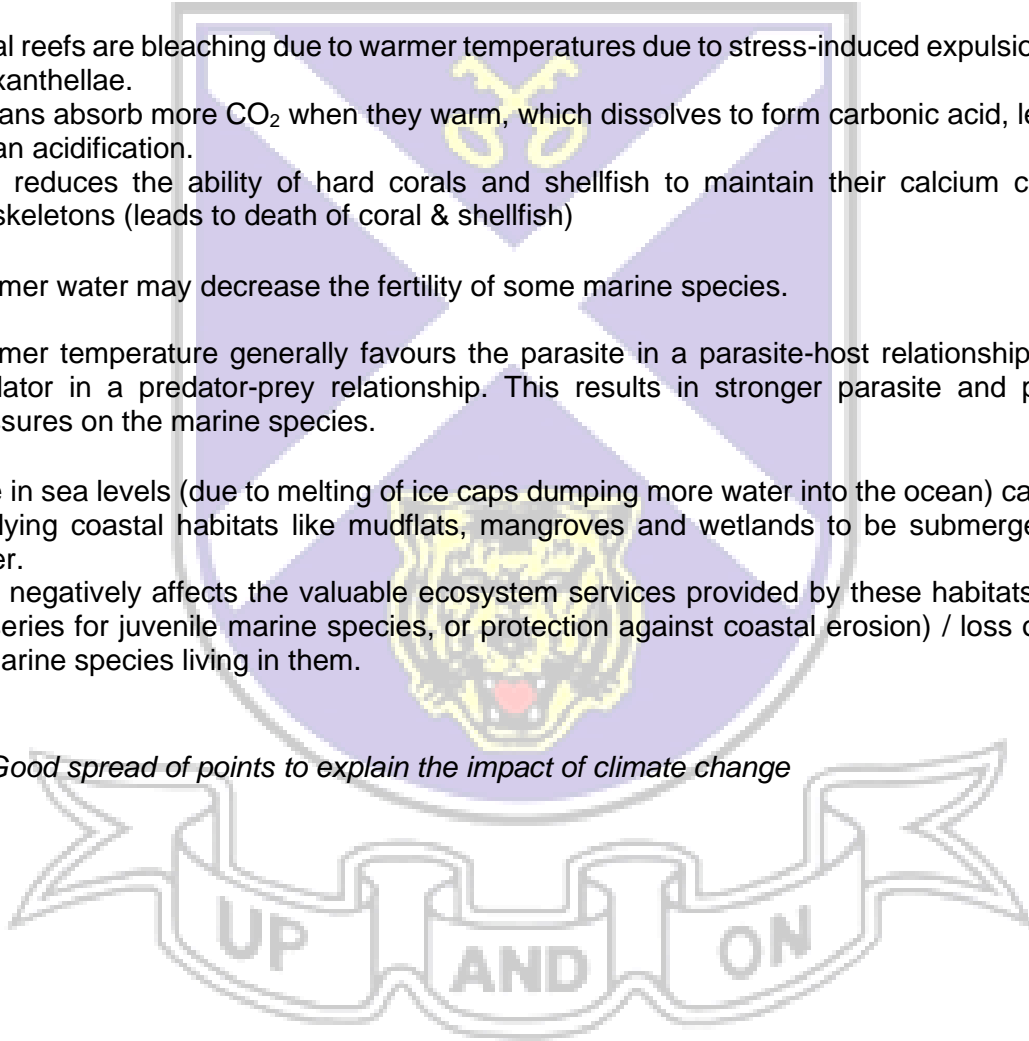 al reefs are bleaching due to warmer temperatures due to stress-induced expulsio
xanthellae.
ans absorb more CO₂ when they warm, which dissolves to form carbonic acid, le
an acidification.
reduces the ability of hard corals and shellfish to maintain their calcium c
skeletons (leads to death of coral & shellfish)
mer water may decrease the fertility of some marine species.
mer temperature generally favours the parasite in a parasite-host relationship
lator in a predator-prey relationship. This results in stronger parasite and p
ssures on the marine species.
e in sea levels (due to melting of ice caps dumping more water into the ocean) ca
lying coastal habitats like mudflats, mangroves and wetlands to be submerge
er.
negatively affects the valuable ecosystem services provided by these habitats
series for juvenile marine species, or protection against coastal erosion) / loss o
arine species living in them.
Good spread of points to explain the impact of climate change
UP AND ON